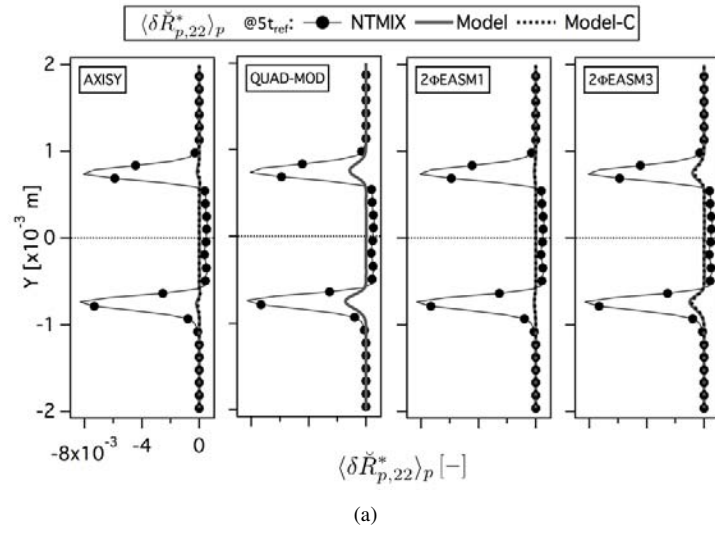 ⟨δR̆*p,22⟩p @5tref: NTMIX Model Model-C
AXISY QUAD-MOD 2ΦEASM1 2ΦEASM3
2
1
0
-1
-2
Y [x10⁻³ m]
-8x10⁻³ -4 0
⟨δR̆*p,22⟩p [−]
(a)